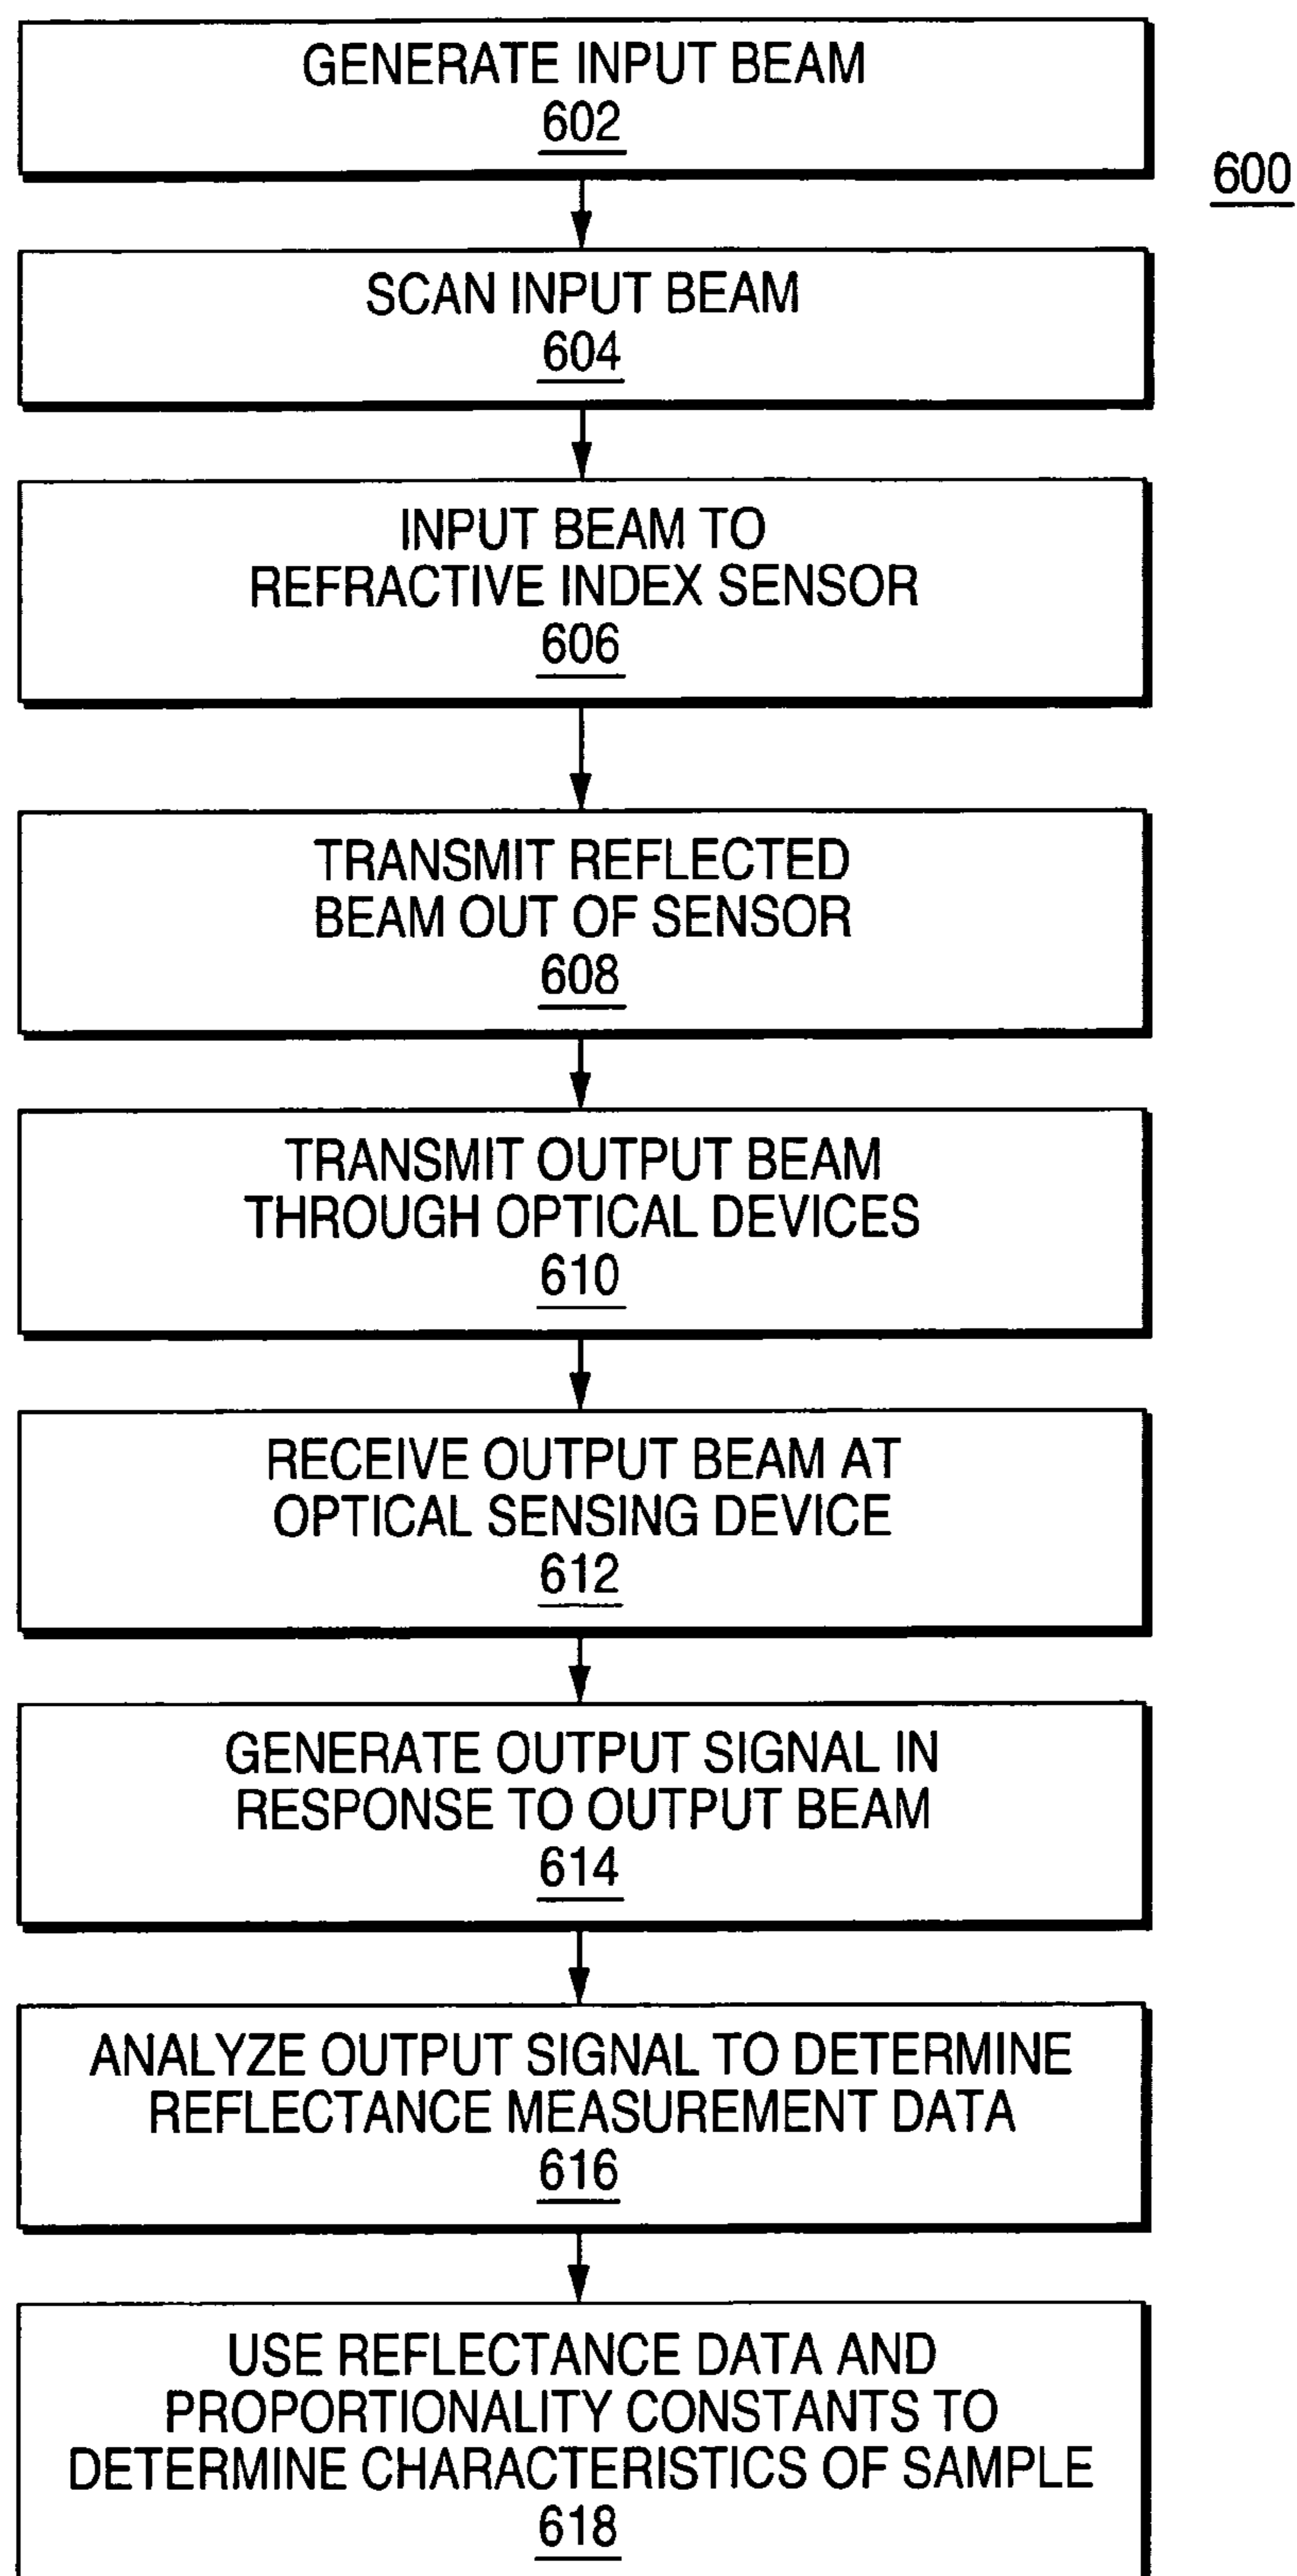 GENERATE INPUT BEAM
602
600
SCAN INPUT BEAM
604
INPUT BEAM TO
REFRACTIVE INDEX SENSOR
606
TRANSMIT REFLECTED
BEAM OUT OF SENSOR
608
TRANSMIT OUTPUT BEAM
THROUGH OPTICAL DEVICES
610
RECEIVE OUTPUT BEAM AT
OPTICAL SENSING DEVICE
612
GENERATE OUTPUT SIGNAL IN
RESPONSE TO OUTPUT BEAM
614
ANALYZE OUTPUT SIGNAL TO DETERMINE
REFLECTANCE MEASUREMENT DATA
616
USE REFLECTANCE DATA AND
PROPORTIONALITY CONSTANTS TO
DETERMINE CHARACTERISTICS OF SAMPLE
618